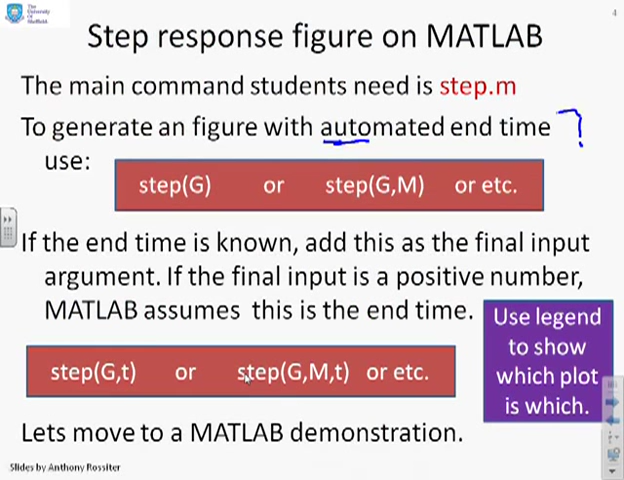 The
University
Of
Sheffield.
4
Step response figure on MATLAB
The main command students need is step.m
To generate an figure with automated end time ?
use:
step(G) or step(G,M) or etc.
If the end time is known, add this as the final input
argument. If the final input is a positive number,
MATLAB assumes this is the end time.
Use legend
to show
which plot
is which.
step(G,t) or step(G,M,t) or etc.
Lets move to a MATLAB demonstration.
Slides by Anthony Rossiter